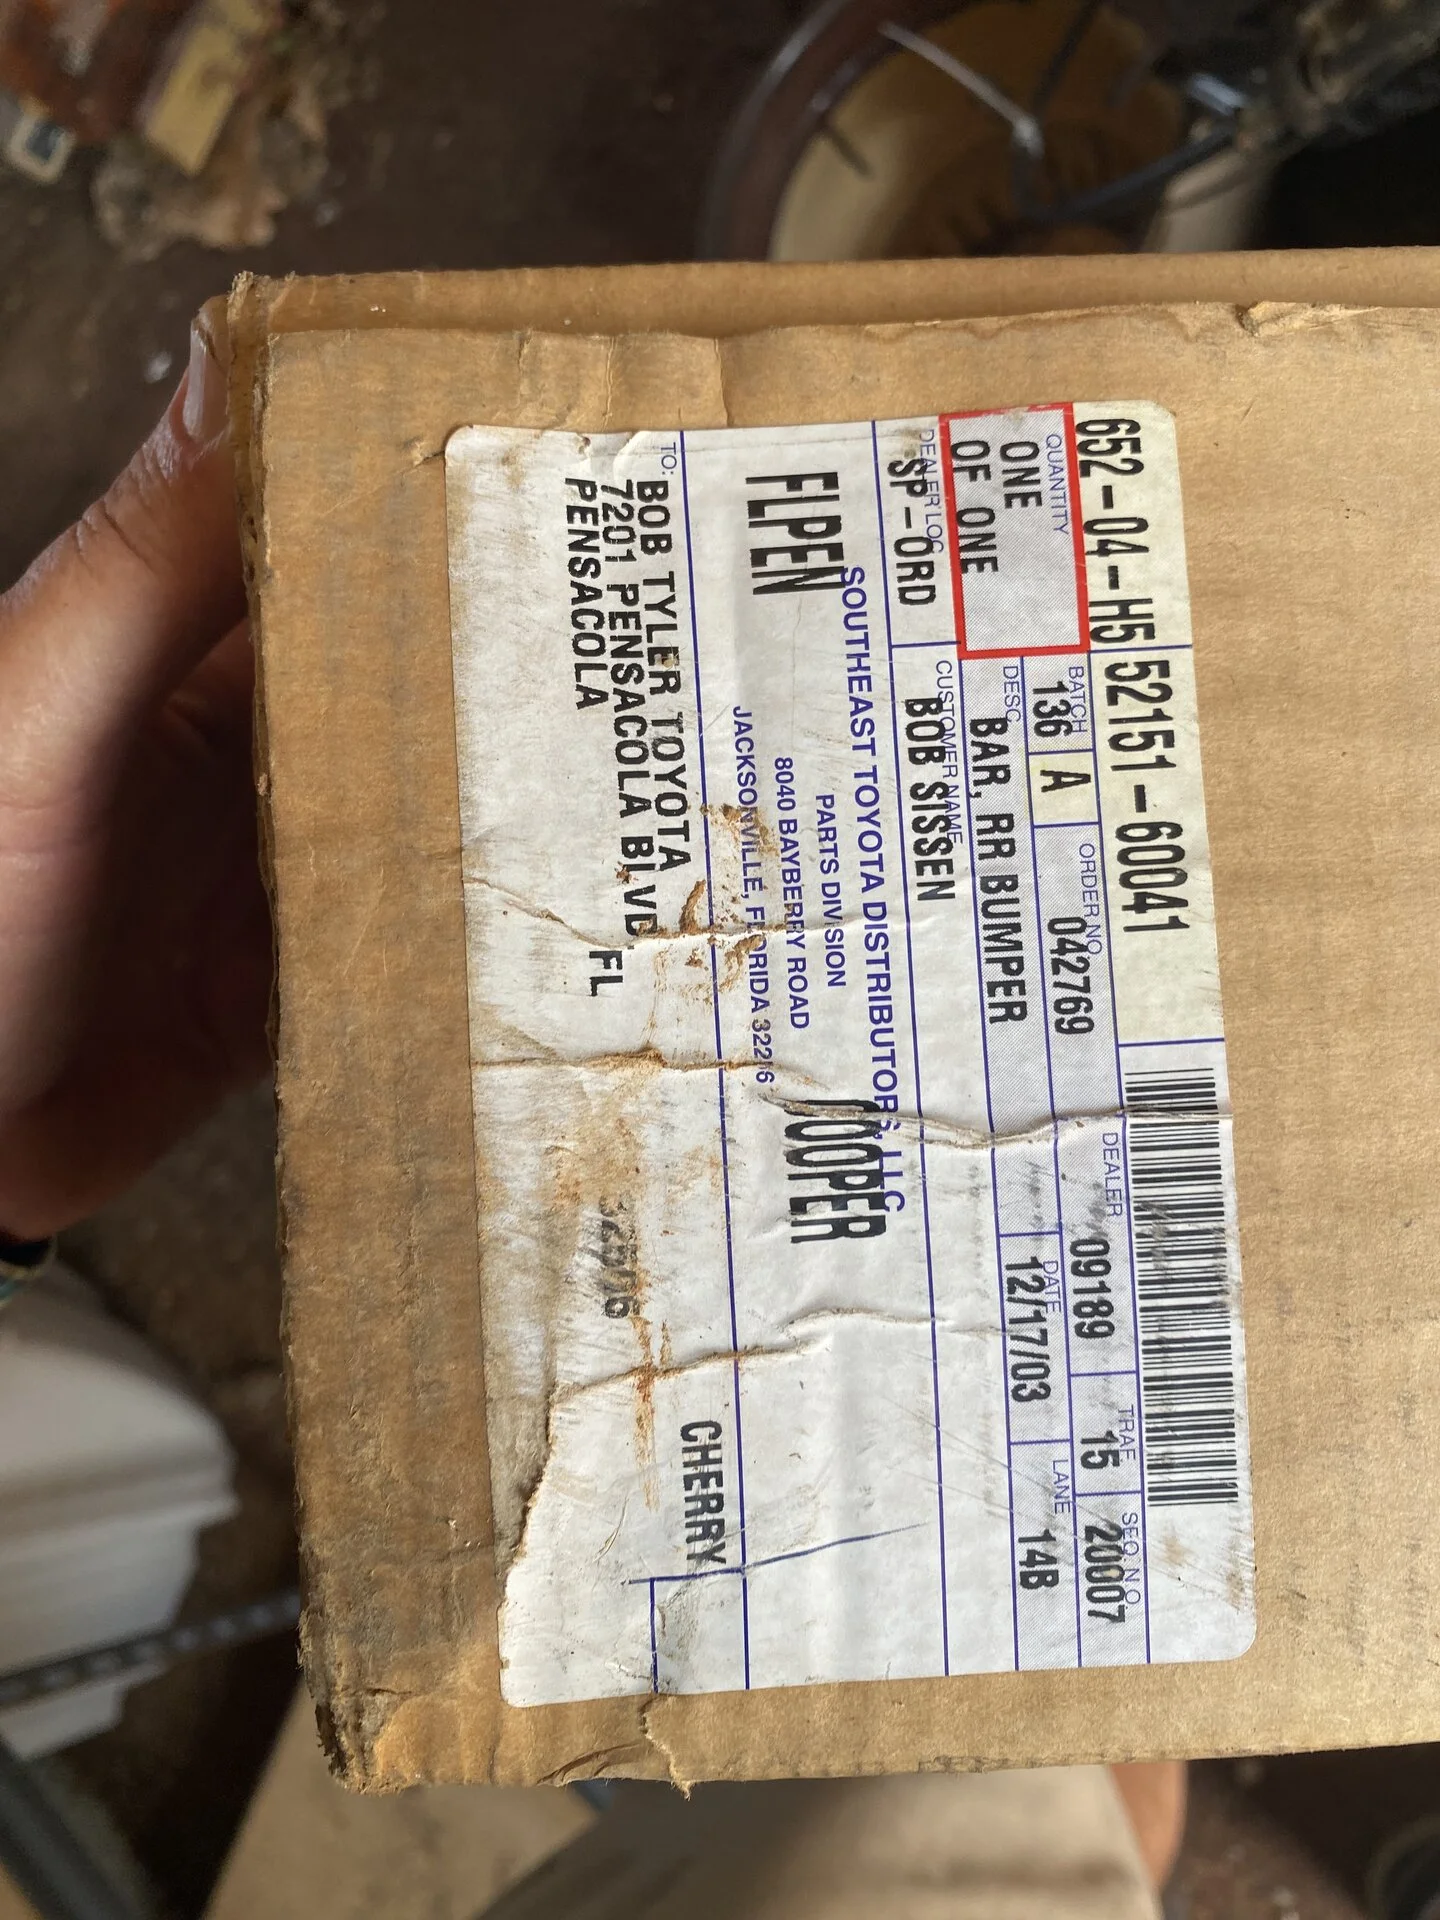 652-04-H5 52151-60041
QUANTITY
ONE
OF ONE
BATCH
136 A
ORDER NO
042769
DEALER
09189
TRAE
15
SEQ. NO.
20007
DESC
BAR, RR BUMPER
DATE
12/17/03
LANE
14B
DEALER LOC
SP-ORD
CUSTOMER NAME
BOB SISSEN
SOUTHEAST TOYOTA DISTRIBUTORS, LLC
FLPEN
PARTS DIVISION
8040 BAYBERRY ROAD
JACKSONVILLE, FLORIDA 32216
TO:
BOB TYLER TOYOTA
7201 PENSACOLA BLVD
PENSACOLA FL
CHERRY